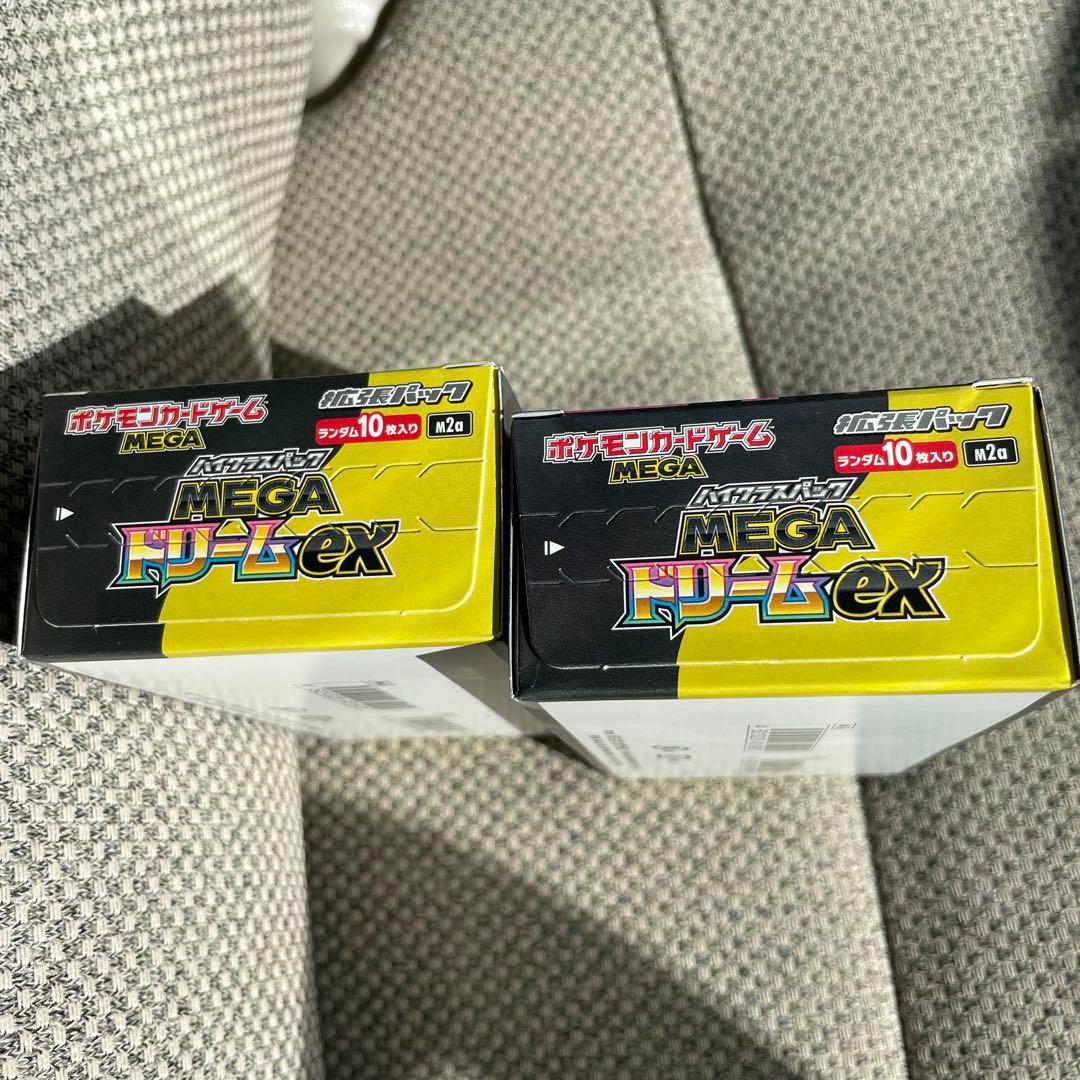 ポケモンカードゲーム
MEGA
拡張パック
ランダム10枚入り
M2a
ハイクラスパック
MEGA
ドリームex
ポケモンカードゲーム
MEGA
拡張パック
ランダム10枚入り
M2a
ハイクラスパック
MEGA
ドリームex